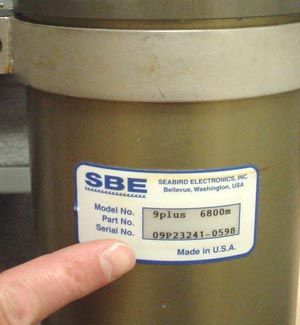 SBE SEABIRD ELECTRONICS, INC.
Bellevue, Washington, USA
Model No. 9plus 6800m
Part No.
Serial No. 09P23241-0598
Made in U.S.A.